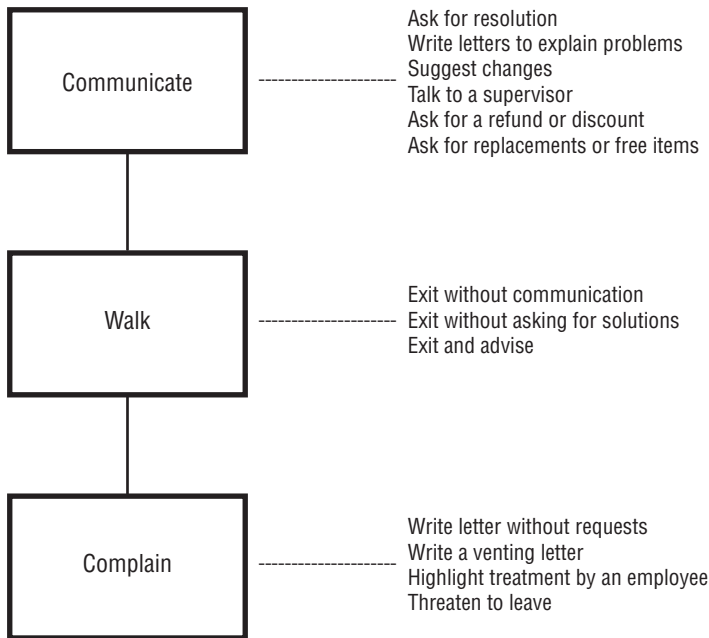 Communicate
Ask for resolution
Write letters to explain problems
Suggest changes
Talk to a supervisor
Ask for a refund or discount
Ask for replacements or free items
Walk
Exit without communication
Exit without asking for solutions
Exit and advise
Complain
Write letter without requests
Write a venting letter
Highlight treatment by an employee
Threaten to leave